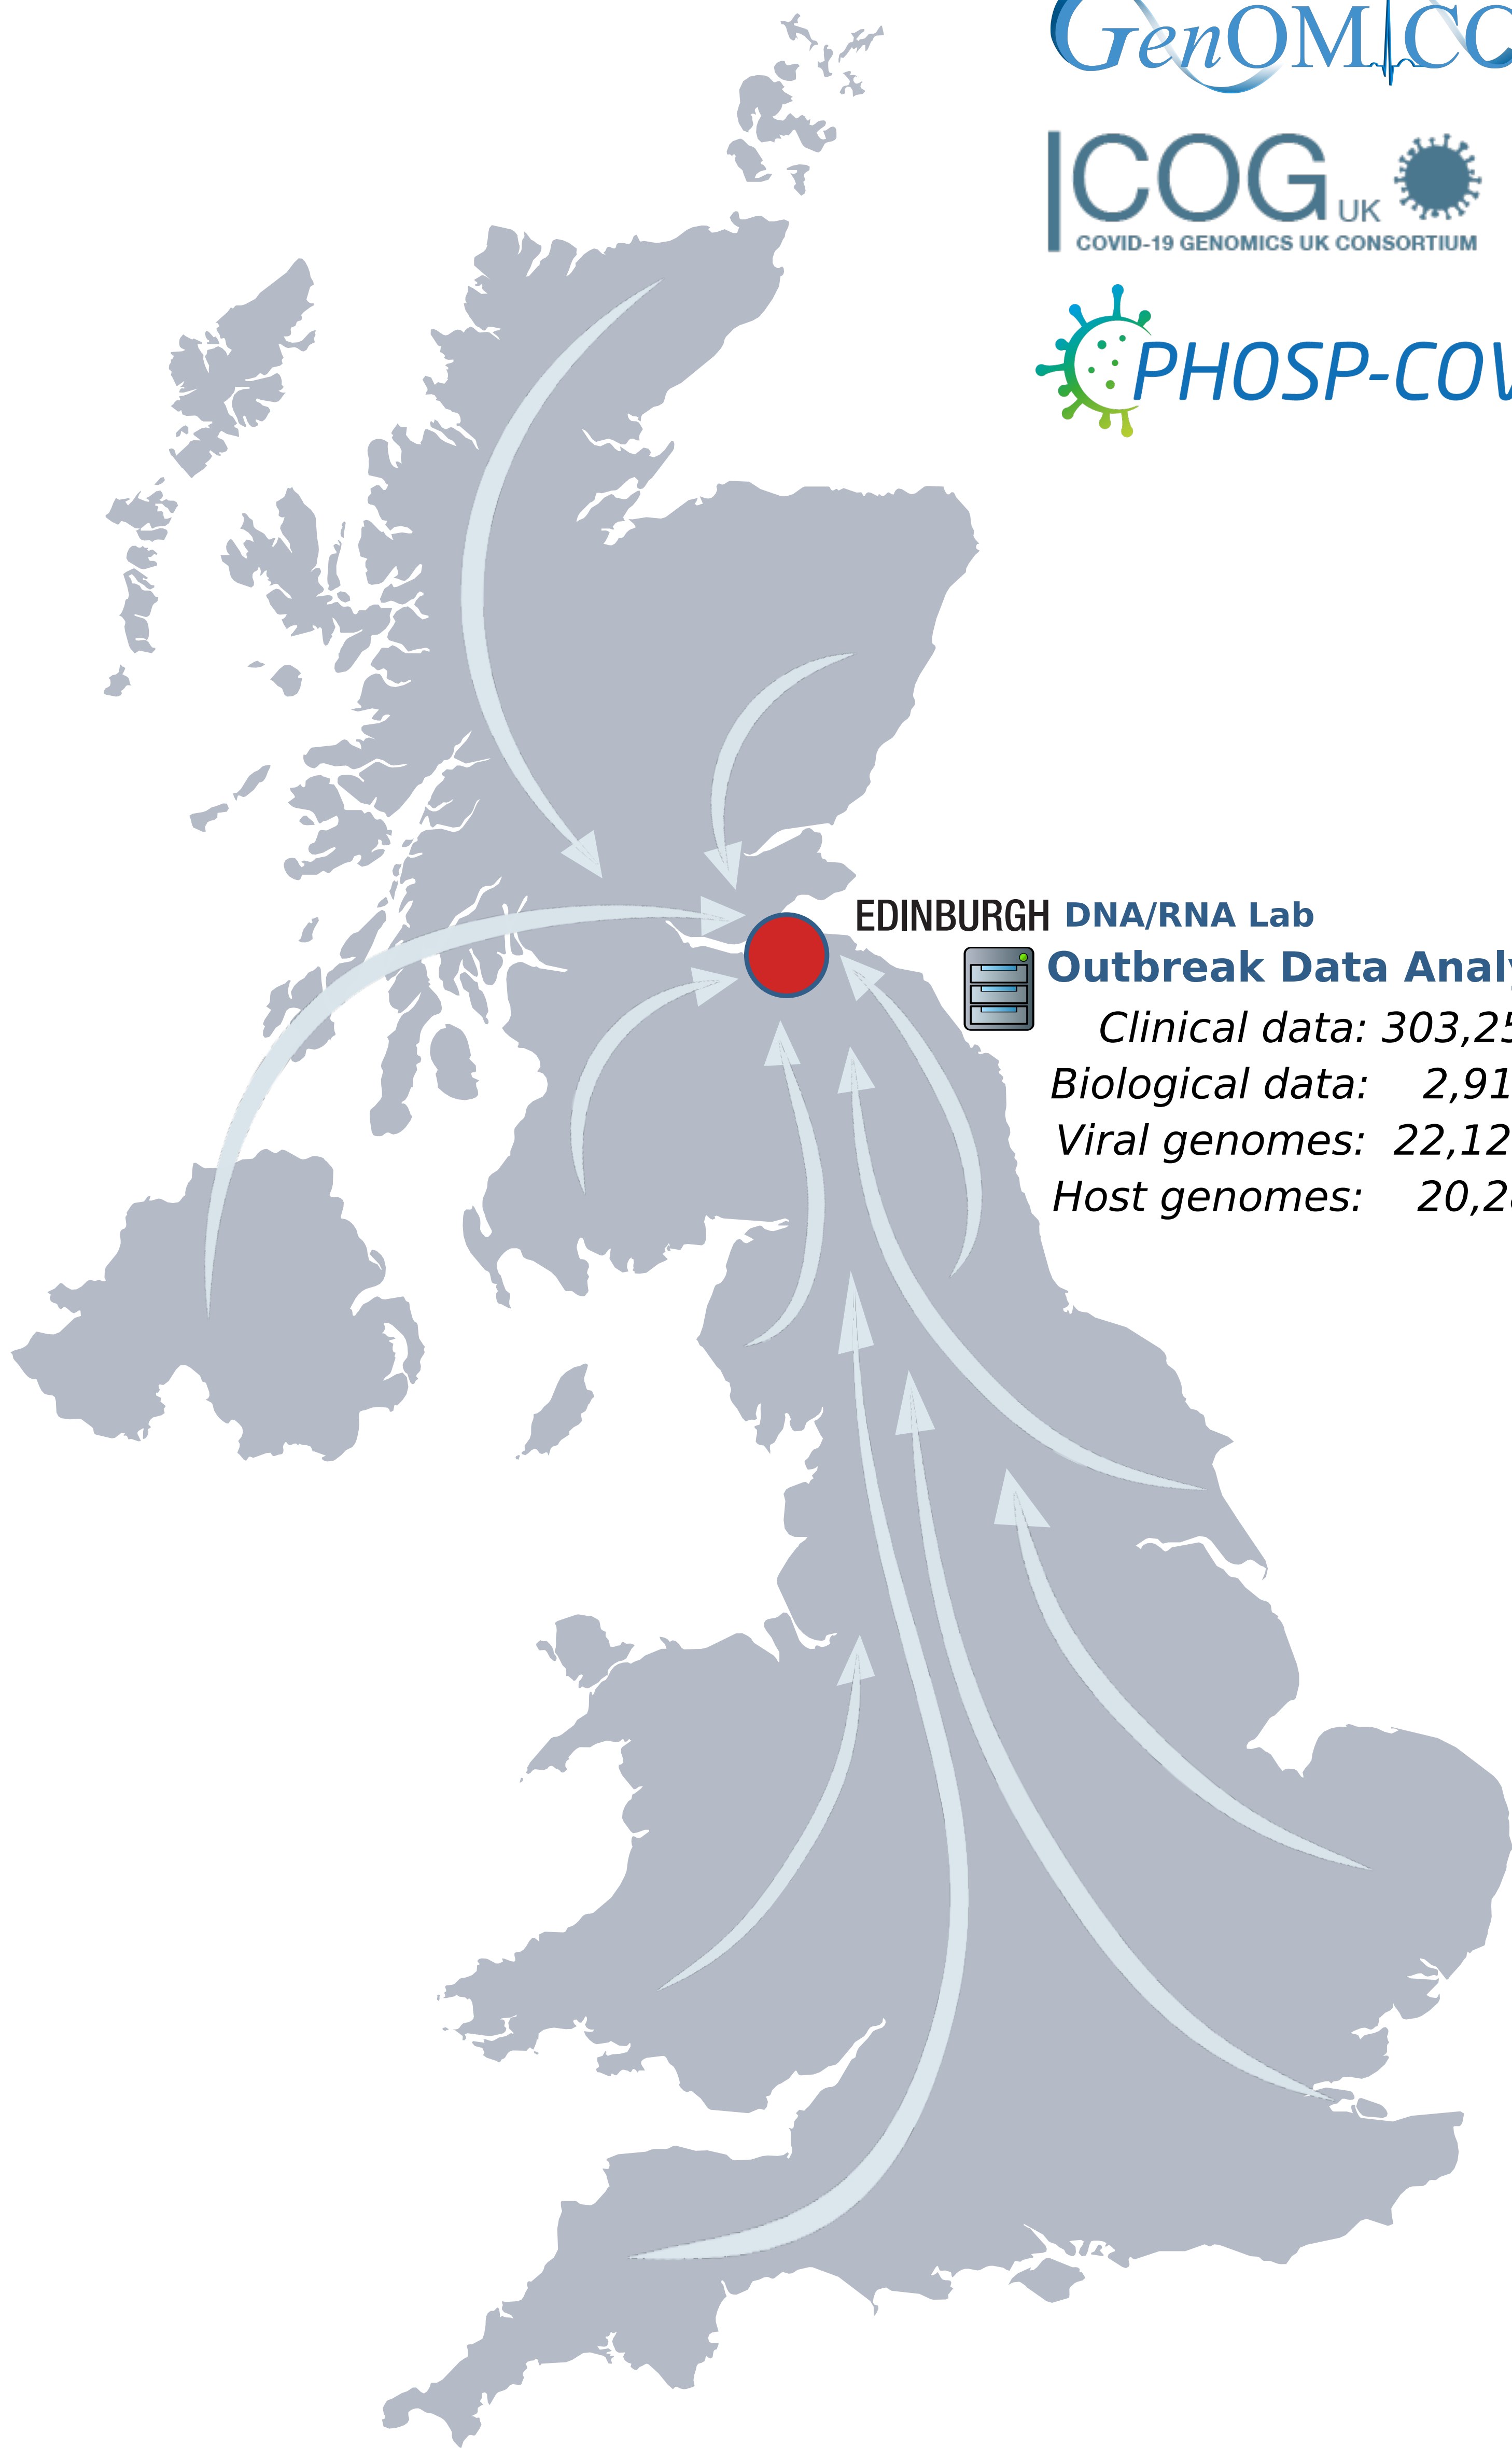 GenOMICC
COG UK
COVID-19 GENOMICS UK CONSORTIUM
PHOSP-COV
EDINBURGH DNA/RNA Lab
Outbreak Data Analy
Clinical data: 303,25
Biological data: 2,91
Viral genomes: 22,12
Host genomes: 20,2